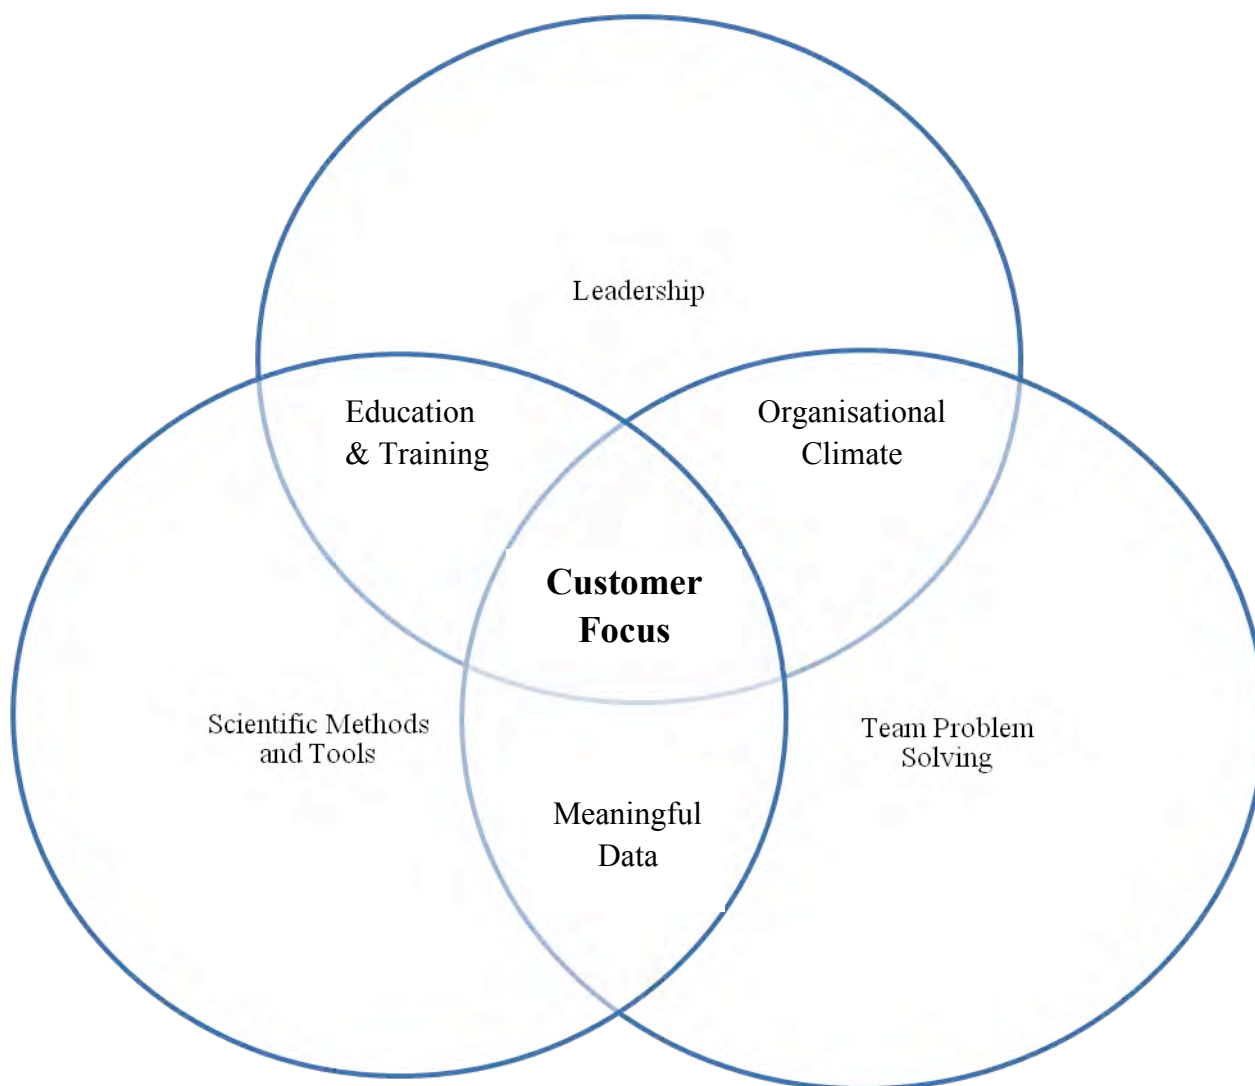 Leadership
Education
& Training
Organisational
Climate
Customer
Focus
Scientific Methods
and Tools
Team Problem
Solving
Meaningful
Data